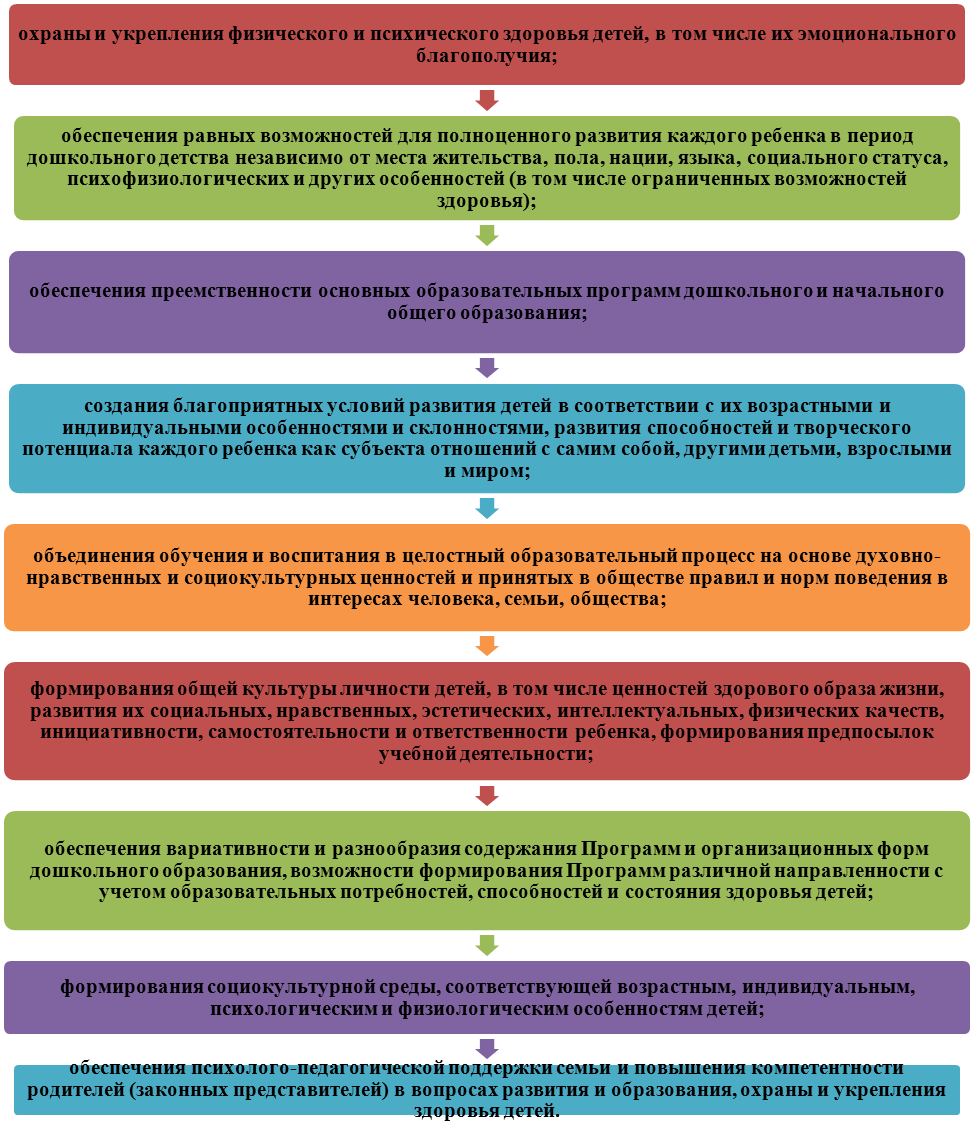 охраны и укрепления физического и психического здоровья детей, в том числе их эмоционального
благополучия;
обеспечения равных возможностей для полноценного развития каждого ребенка в период
дошкольного детства независимо от места жительства, пола, нации, языка, социального статуса,
психофизиологических и других особенностей (в том числе ограниченных возможностей
здоровья);
обеспечения преемственности основных образовательных программ дошкольного и начального
общего образования;
создания благоприятных условий развития детей в соответствии с их возрастными и
индивидуальными особенностями и склонностями, развития способностей и творческого
потенциала каждого ребенка как субъекта отношений с самим собой, другими детьми, взрослыми
и миром;
объединения обучения и воспитания в целостный образовательный процесс на основе духовно-
нравственных и социокультурных ценностей и принятых в обществе правил и норм поведения в
интересах человека, семьи, общества;
формирования общей культуры личности детей, в том числе ценностей здорового образа жизни,
развития их социальных, нравственных, эстетических, интеллектуальных, физических качеств,
инициативности, самостоятельности и ответственности ребенка, формирования предпосылок
учебной деятельности;
обеспечения вариативности и разнообразия содержания Программ и организационных форм
дошкольного образования, возможности формирования Программ различной направленности с
учетом образовательных потребностей, способностей и состояния здоровья детей;
формирования социокультурной среды, соответствующей возрастным, индивидуальным,
психологическим и физиологическим особенностям детей;
обеспечения психолого-педагогической поддержки семьи и повышения компетентности
родителей (законных представителей) в вопросах развития и образования, охраны и укрепления
здоровья детей.